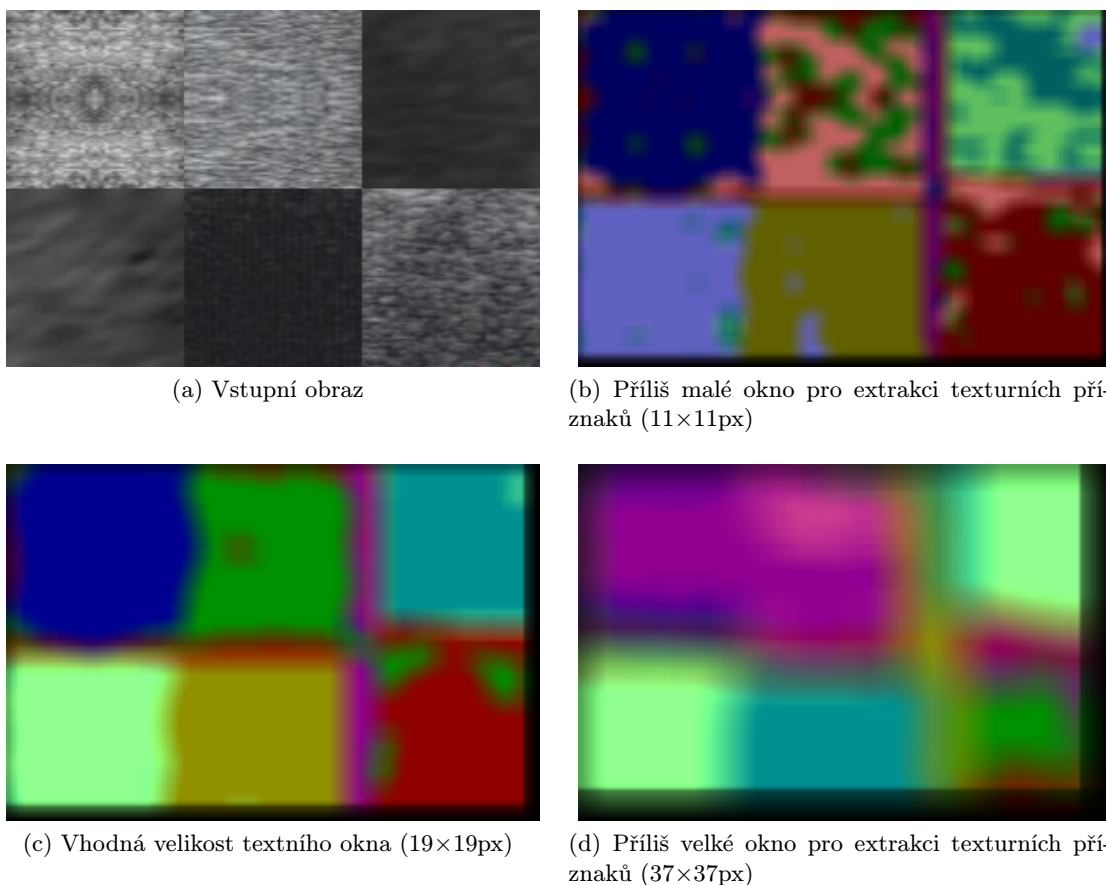 (a) Vstupní obraz
(b) Příliš malé okno pro extrakci texturních pří-
znaků (11×11px)
(c) Vhodná velikost textního okna (19×19px)
(d) Příliš velké okno pro extrakci texturních pří-
znaků (37×37px)